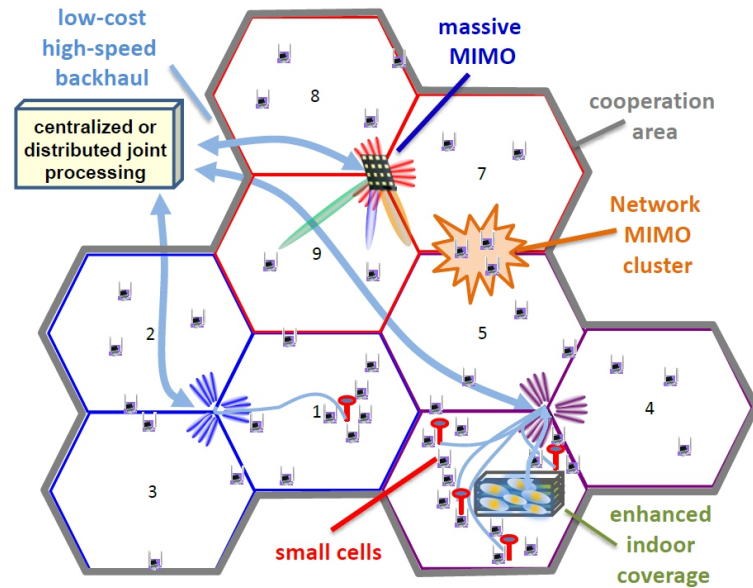 low-cost
high-speed
backhaul
massive
MIMO
8
cooperation
area
centralized or
distributed joint
processing
7
Network
MIMO
cluster
9
2
5
1
4
3
small cells
enhanced
indoor
coverage